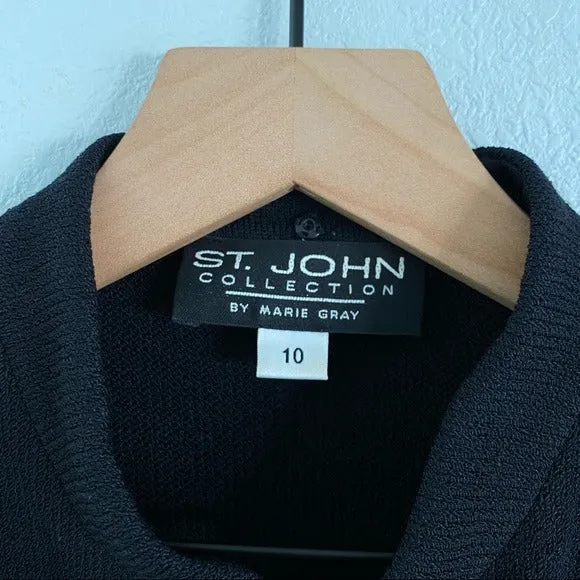 ST. JOHN
COLLECTION
BY MARIE GRAY
10